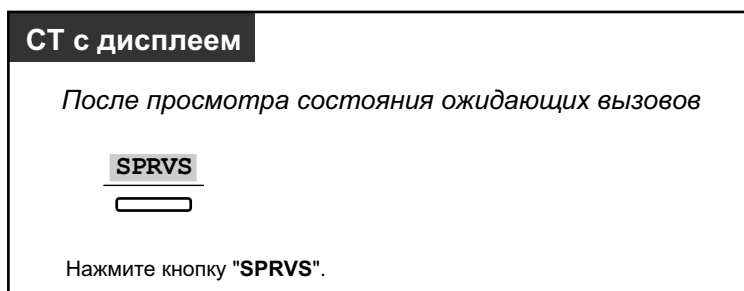 СТ с дисплеем
После просмотра состояния ожидающих вызовов
SPRVS
Нажмите кнопку "SPRVS".